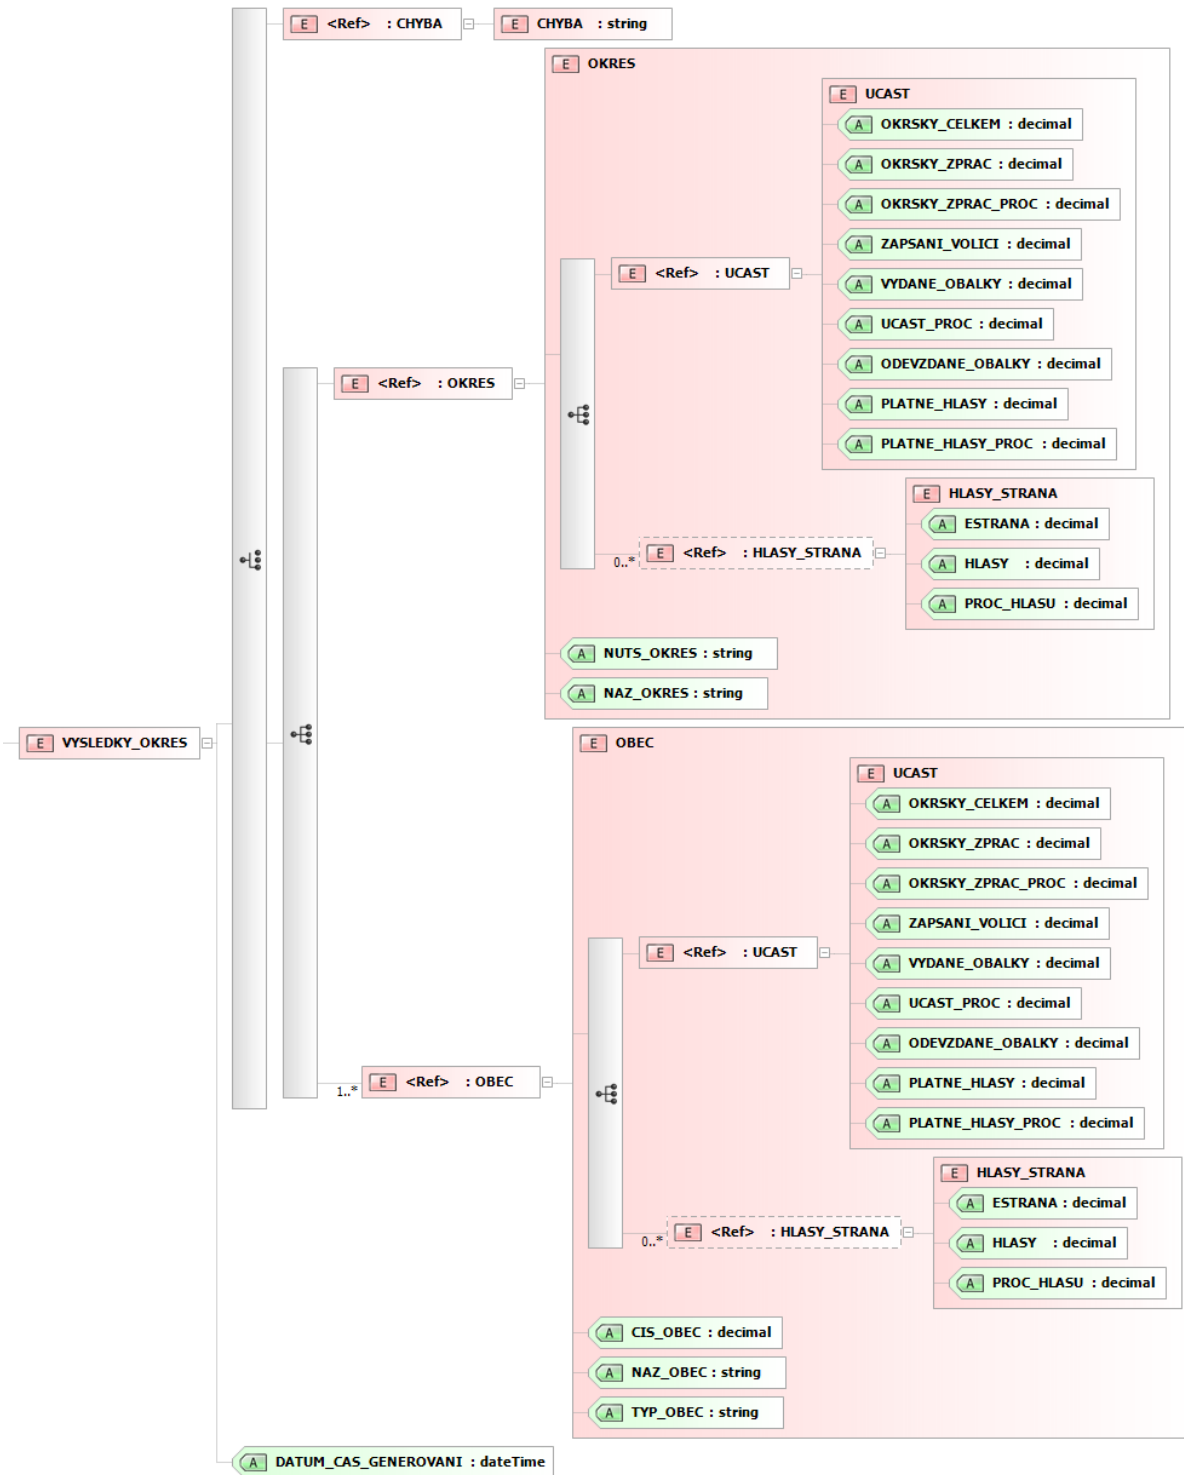 E <Ref> : CHYBA
E CHYBA : string
E OKRES
E UCAST
A OKRSKY_CELKEM : decimal
A OKRSKY_ZPRAC : decimal
A OKRSKY_ZPRAC_PROC : decimal
A ZAPSANI_VOLICI : decimal
E <Ref> : UCAST
A VYDANE_OBALKY : decimal
A UCAST_PROC : decimal
A ODEVZDANE_OBALKY : decimal
E <Ref> : OKRES
A PLATNE_HLASY : decimal
A PLATNE_HLASY_PROC : decimal
E HLASY_STRANA
A ESTRANA : decimal
0..* E <Ref> : HLASY_STRANA
A HLASY : decimal
A PROC_HLASU : decimal
A NUTS_OKRES : string
A NAZ_OKRES : string
E VYSLEDKY_OKRES
E OBEC
E UCAST
A OKRSKY_CELKEM : decimal
A OKRSKY_ZPRAC : decimal
A OKRSKY_ZPRAC_PROC : decimal
A ZAPSANI_VOLICI : decimal
E <Ref> : UCAST
A VYDANE_OBALKY : decimal
A UCAST_PROC : decimal
A ODEVZDANE_OBALKY : decimal
1..* E <Ref> : OBEC
A PLATNE_HLASY : decimal
A PLATNE_HLASY_PROC : decimal
E HLASY_STRANA
A ESTRANA : decimal
0..* E <Ref> : HLASY_STRANA
A HLASY : decimal
A PROC_HLASU : decimal
A CIS_OBEC : decimal
A NAZ_OBEC : string
A TYP_OBEC : string
A DATUM_CAS_GENEROVANI : dateTime